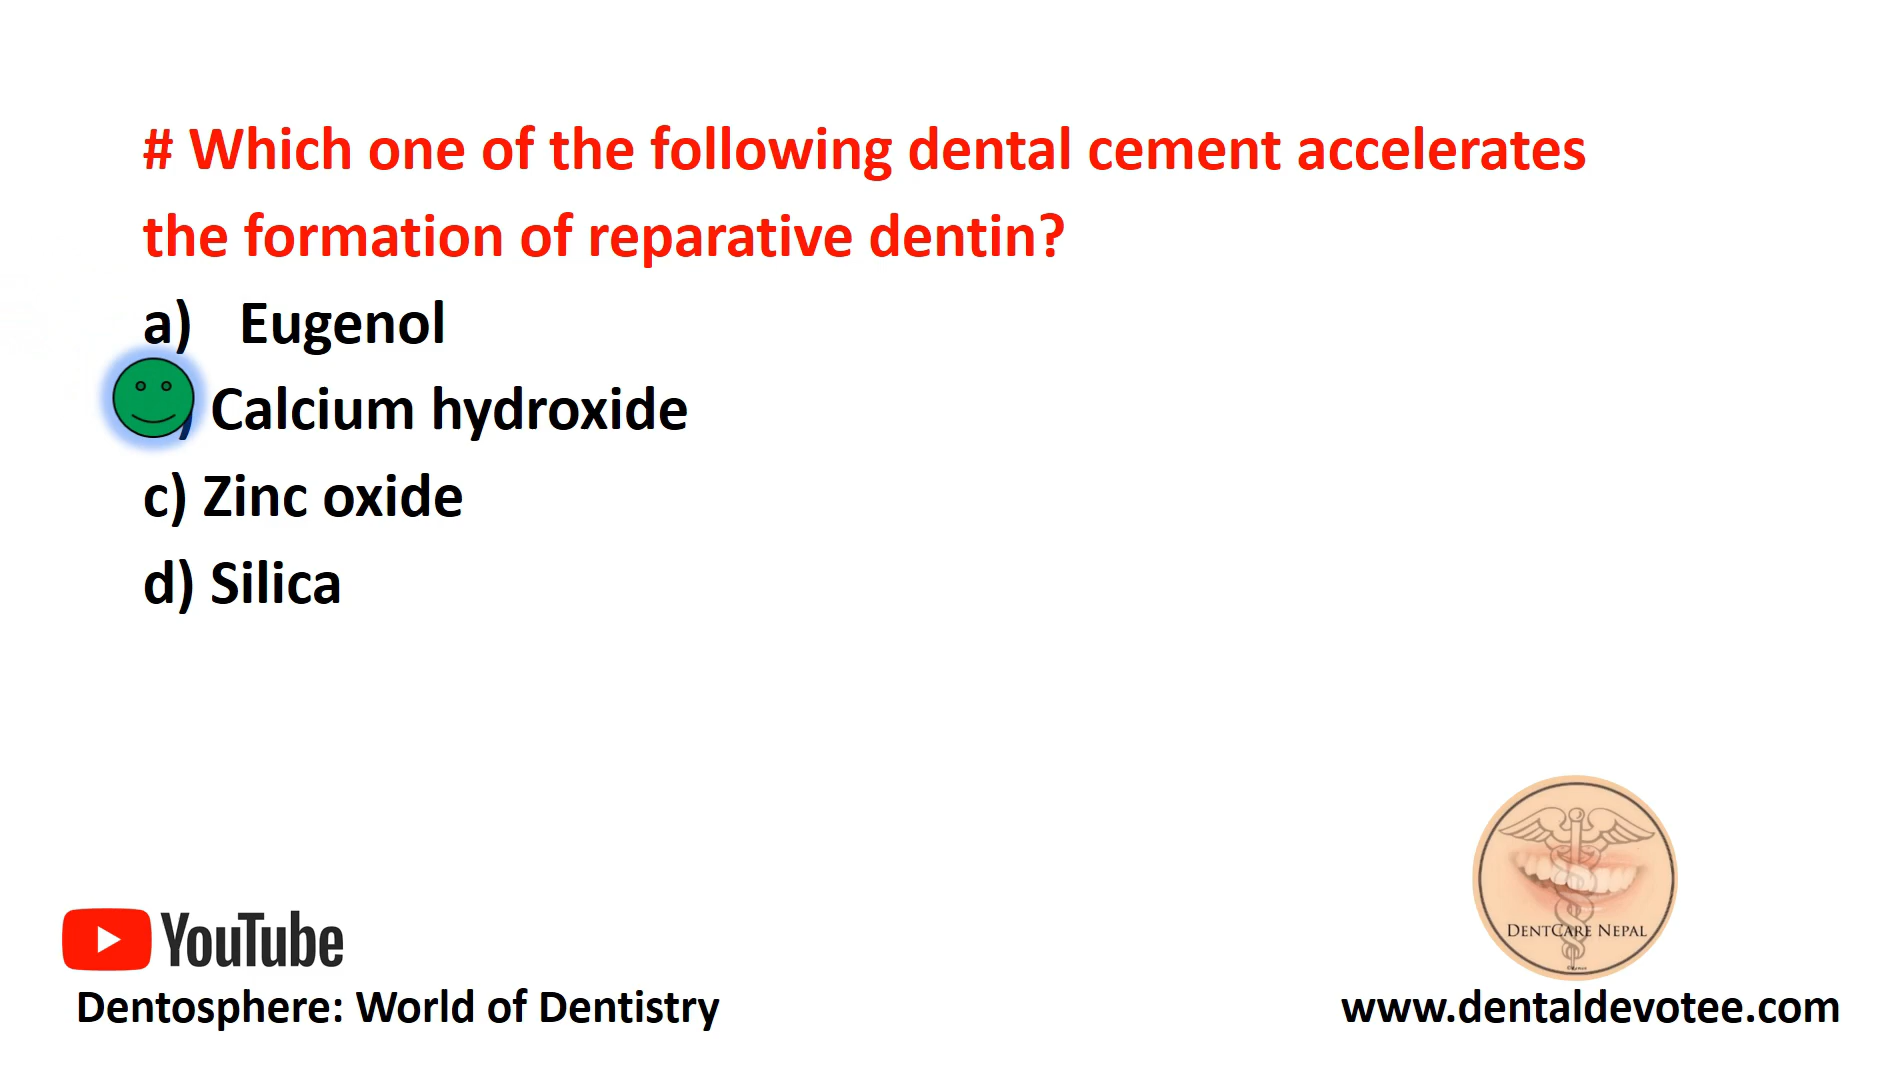 # Which one of the following dental cement accelerates
the formation of reparative dentin?
a) Eugenol
) Calcium hydroxide
c) Zinc oxide
d) Silica
DENTCARE NEPAL
YouTube
Dentosphere: World of Dentistry
www.dentaldevotee.com